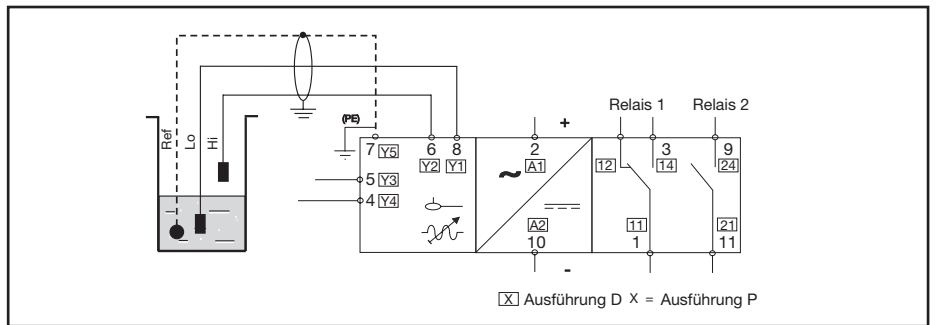 Relais 1 Relais 2
(PE) +
Ref Lo Hi
7 Y5 6 8 2 3 9
Y2 Y1 A1 12 14 24
5 Y3
4 Y4
A2 11 21
10 1 11
-
X Ausführung D X = Ausführung P